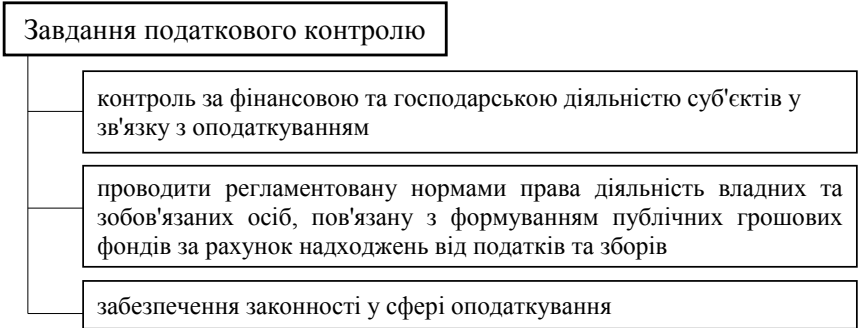 Завдання податкового контролю
контроль за фінансовою та господарською діяльністю суб'єктів у
зв'язку з оподаткуванням
проводити регламентовану нормами права діяльність владних та
зобов'язаних осіб, пов'язану з формуванням публічних грошових
фондів за рахунок надходжень від податків та зборів
забезпечення законності у сфері оподаткування